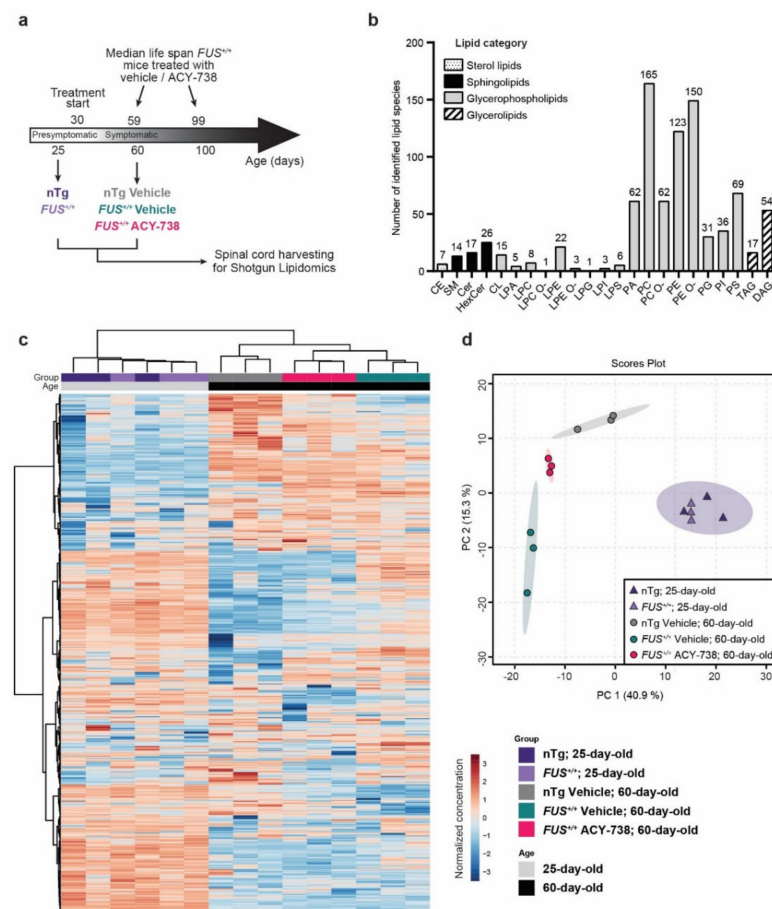 a
Median life span FUS+/+
mice treated with
vehicle / ACY-738
Treatment
start
30 59 99
Presymptomatic Symptomatic
25 60 100
Age (days)
nTg
FUS+/+
nTg Vehicle
FUS+/+ Vehicle
FUS+/+ ACY-738
Spinal cord harvesting
for Shotgun Lipidomics
b
Lipid category
Sterol lipids
Sphingolipids
Glycerophospholipids
Glycerolipids
Number of identified lipid species
200
150
100
50
0
7 14 17 26 15 5 8 1 22 3 1 3 6 62 165 62 123 150 31 36 69 17 54
CE SM Cer HexCer CL LPA LPC LPC O- LPE LPE O- LPG LPI LPS PA PC PC O- PE PE O- PG PI PS TAG DAG
c
Group
Age
d
Scores Plot
PC 2 (15.3 %)
20
10
0
-10
-20
-30
nTg; 25-day-old
FUS+/+; 25-day-old
nTg Vehicle; 60-day-old
FUS+/+ Vehicle; 60-day-old
FUS+/+ ACY-738; 60-day-old
-20 -10 0 10 20 30
PC 1 (40.9 %)
Normalized concentration
3
2
1
0
-1
-2
-3
Group
nTg; 25-day-old
FUS+/+; 25-day-old
nTg Vehicle; 60-day-old
FUS+/+ Vehicle; 60-day-old
FUS+/+ ACY-738; 60-day-old
Age
25-day-old
60-day-old